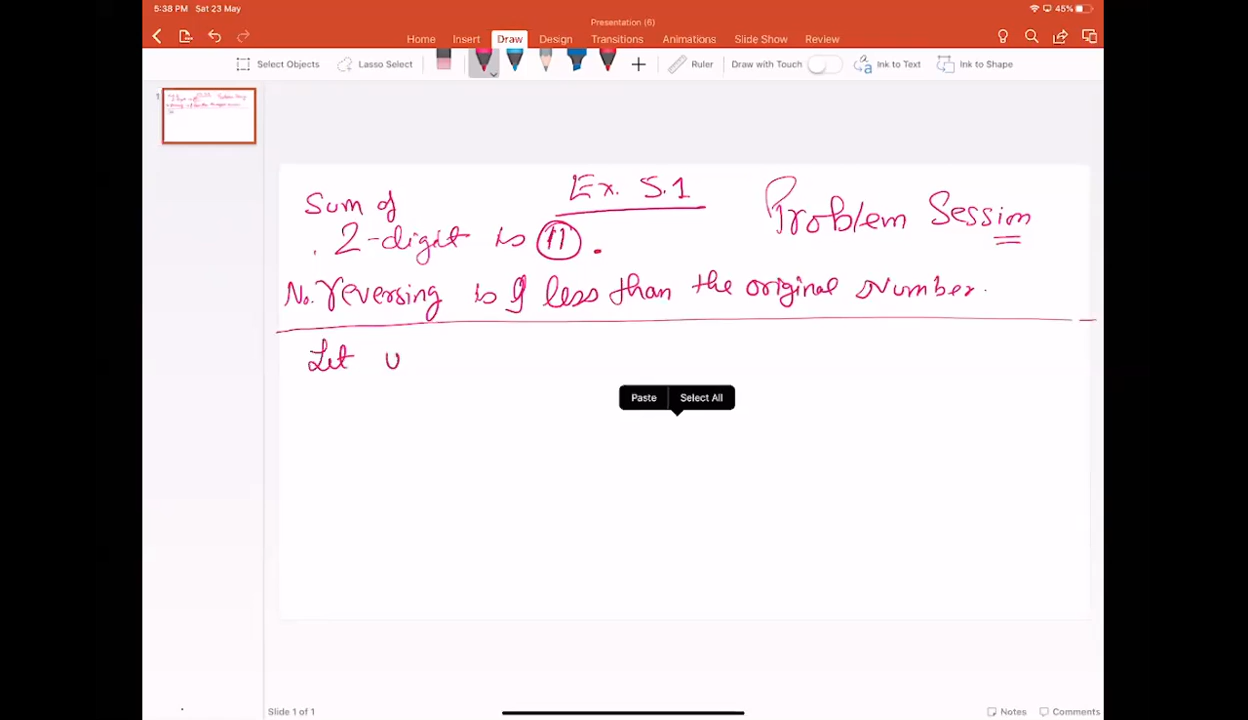 5:38 PM Sat 23 May
45%
Presentation (6)
Home Insert Draw Design Transitions Animations Slide Show Review
Select Objects Lasso Select Ruler Draw with Touch Ink to Text Ink to Shape
1
Ex. 5.1
Problem Session
Sum of
2-digit is 11.
No. reversing is 9 less than the original Number.
Let u
Paste Select All
Slide 1 of 1
Notes Comments